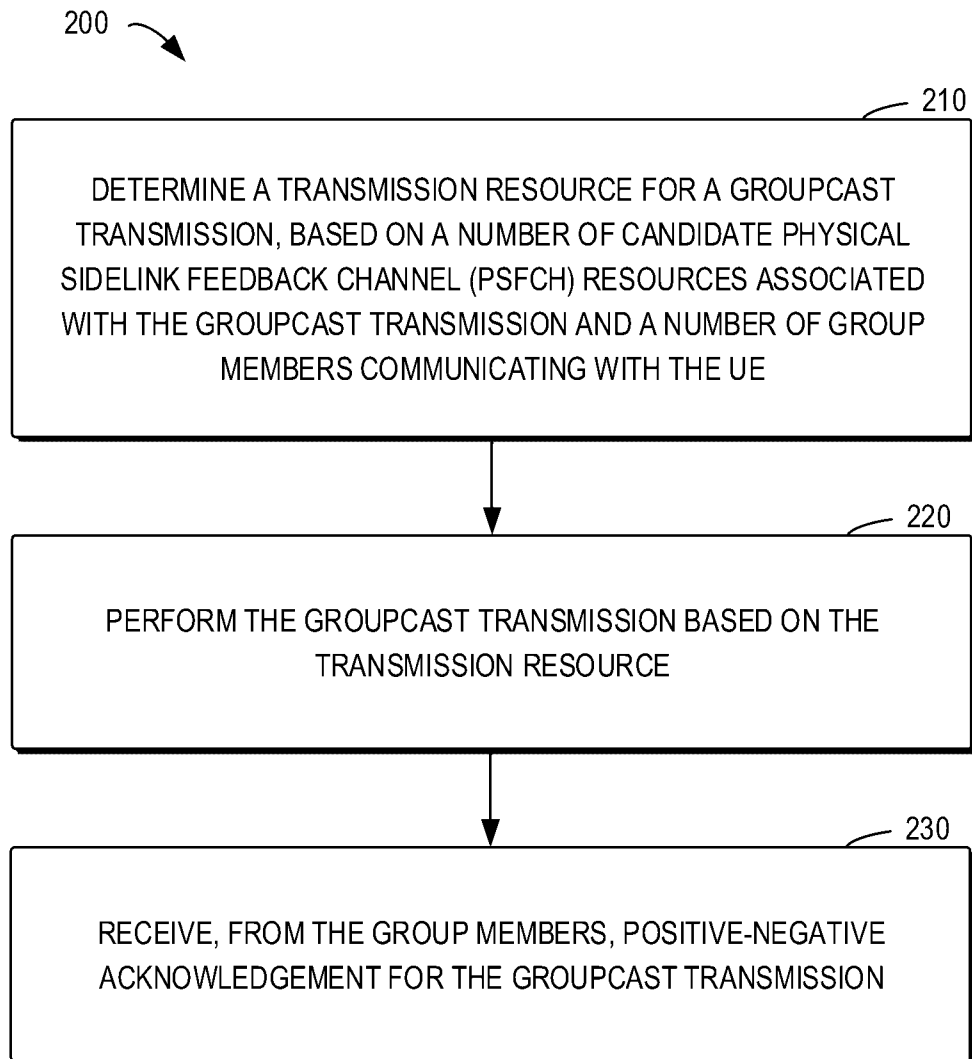 200
210
DETERMINE A TRANSMISSION RESOURCE FOR A GROUPCAST
TRANSMISSION, BASED ON A NUMBER OF CANDIDATE PHYSICAL
SIDELINK FEEDBACK CHANNEL (PSFCH) RESOURCES ASSOCIATED
WITH THE GROUPCAST TRANSMISSION AND A NUMBER OF GROUP
MEMBERS COMMUNICATING WITH THE UE
220
PERFORM THE GROUPCAST TRANSMISSION BASED ON THE
TRANSMISSION RESOURCE
230
RECEIVE, FROM THE GROUP MEMBERS, POSITIVE-NEGATIVE
ACKNOWLEDGEMENT FOR THE GROUPCAST TRANSMISSION